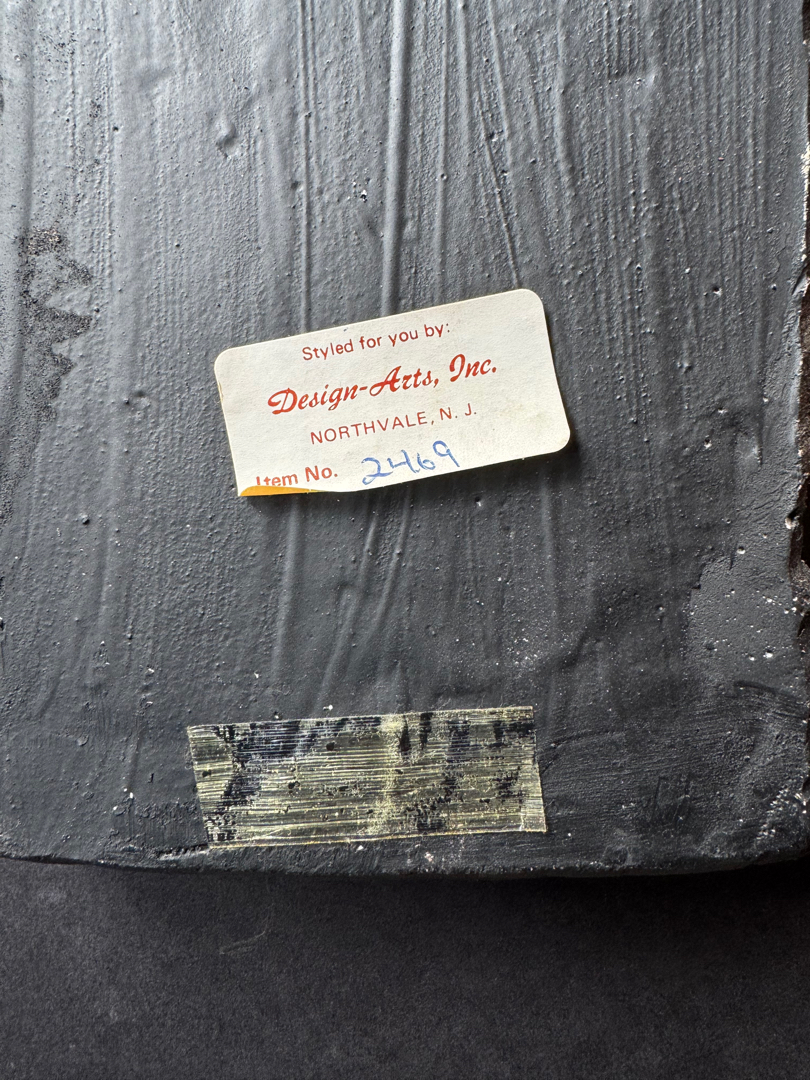 Styled for you by:
Design-Arts, Inc.
NORTHVALE, N. J.
Item No. 2469